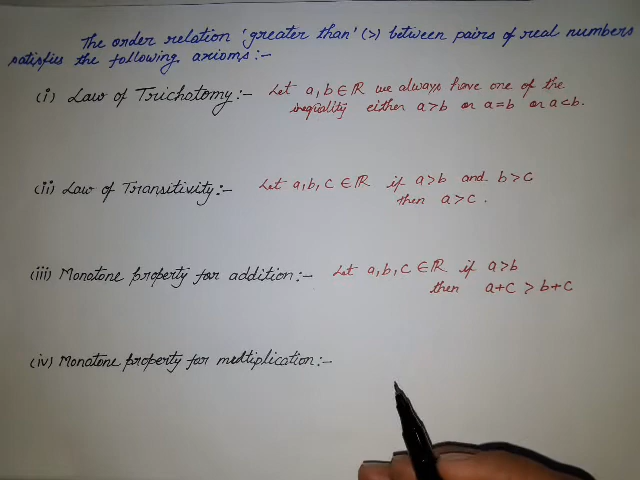 The order relation 'greater than' (>) between pairs of real numbers
satisfies the following axioms:-
(i) Law of Trichotomy:- Let a, b ∈ ℝ we always have one of the
inequality either a > b or a = b or a < b.
(ii) Law of Transitivity:- Let a, b, c ∈ ℝ if a > b and b > c
then a > c.
(iii) Monotone property for addition:- Let a, b, c ∈ ℝ if a > b
then a + c > b + c
(iv) Monotone property for multiplication:-